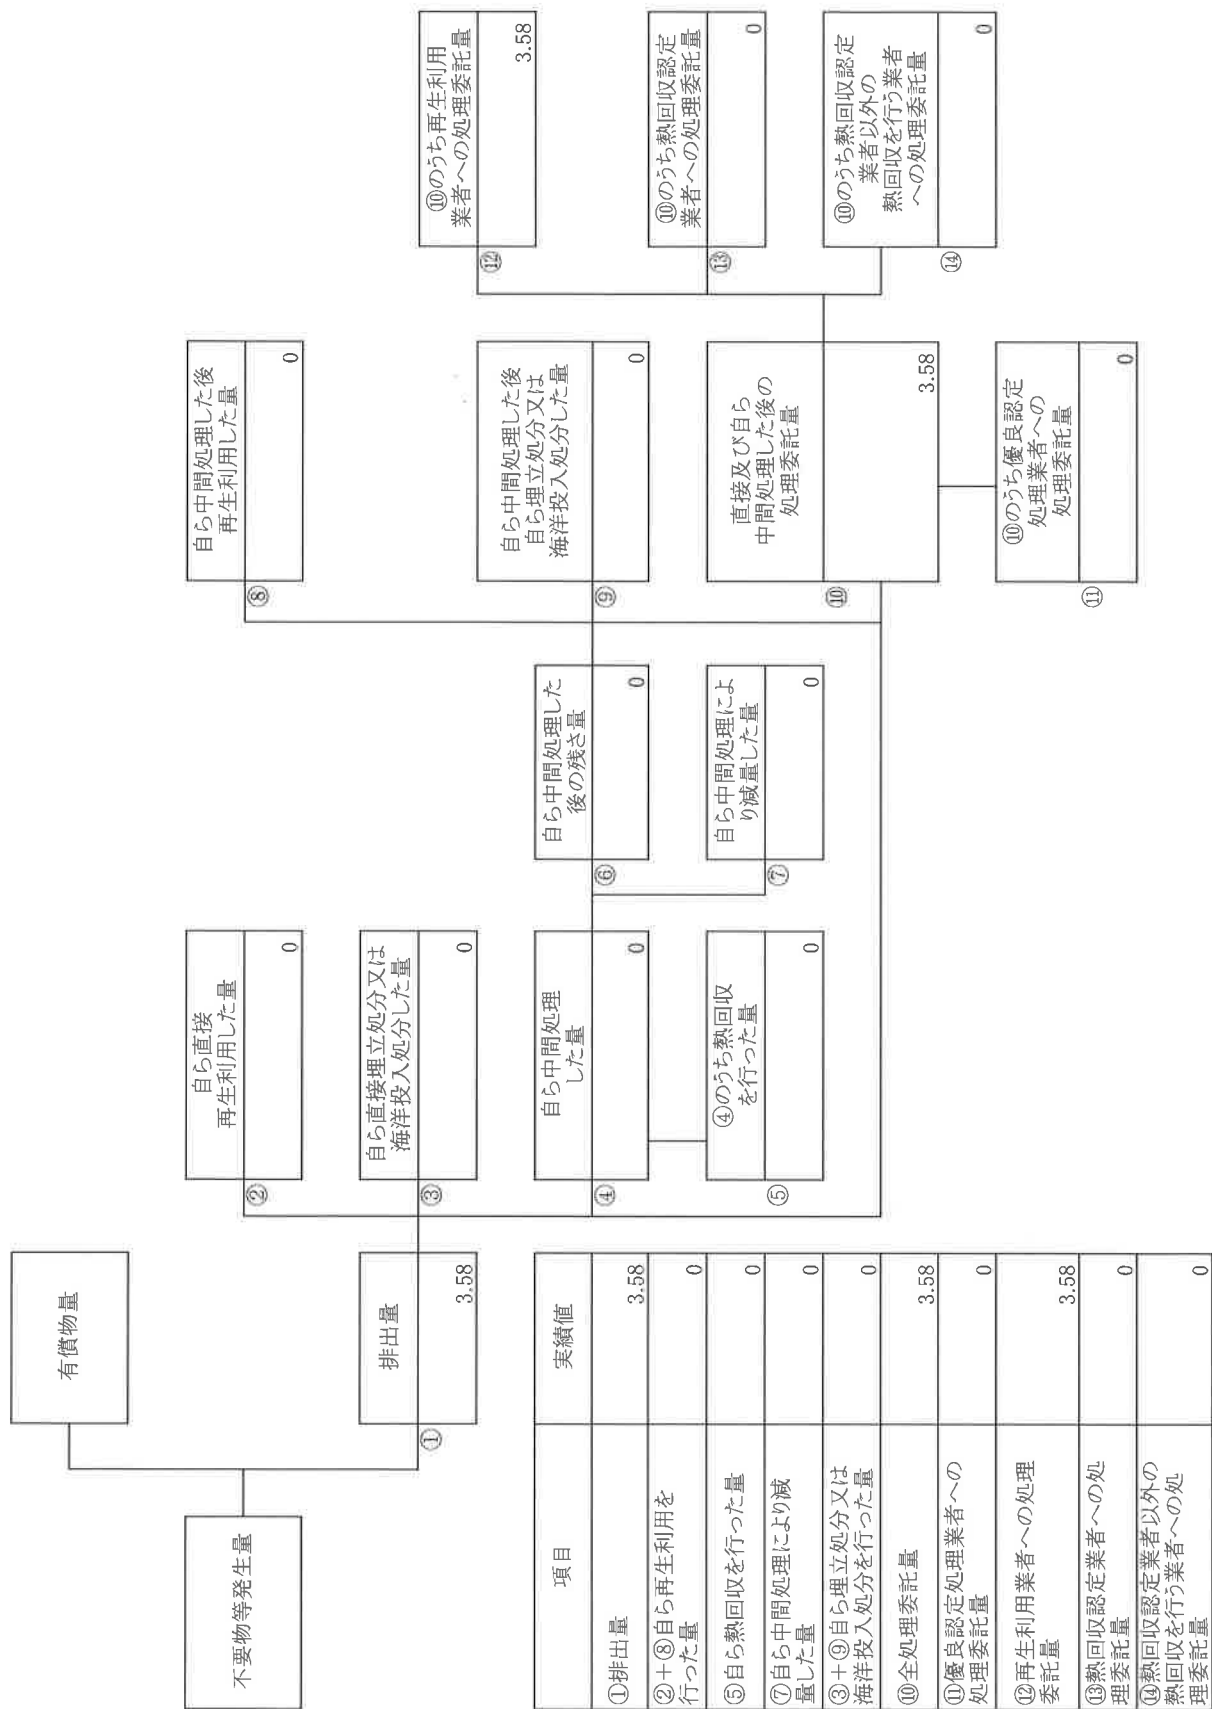 不要物等発生量
有償物量
①
排出量
3.58
②
自ら直接
再生利用した量
0
③
自ら直接埋立処分又は
海洋投入処分した量
0
④
自ら中間処理
した量
0
⑤
④のうち熱回収
を行った量
0
⑥
自ら中間処理した
後の残さ量
0
⑦
自ら中間処理によ
り減量した量
0
⑧
自ら中間処理した後
再生利用した量
0
⑨
自ら中間処理した後
自ら埋立処分又は
海洋投入処分した量
0
⑩
直接及び自ら
中間処理した後の
処理委託量
3.58
⑪
⑩のうち優良認定
処理業者への
処理委託量
0
⑫
⑩のうち再生利用
業者への処理委託量
3.58
⑬
⑩のうち熱回収認定
業者への処理委託量
0
⑭
⑩のうち熱回収認定
業者以外の
熱回収を行う業者
への処理委託量
0
項目 実績値
①排出量 3.58
②+⑧自ら再生利用を
行った量 0
⑤自ら熱回収を行った量 0
⑦自ら中間処理により減
量した量 0
③+⑨自ら埋立処分又は
海洋投入処分を行った量 0
⑩全処理委託量 3.58
⑪優良認定処理業者への
処理委託量 0
⑫再生利用業者への処理
委託量 3.58
⑬熱回収認定業者への処
理委託量 0
⑭熱回収認定業者以外の
熱回収を行う業者への処
理委託量 0